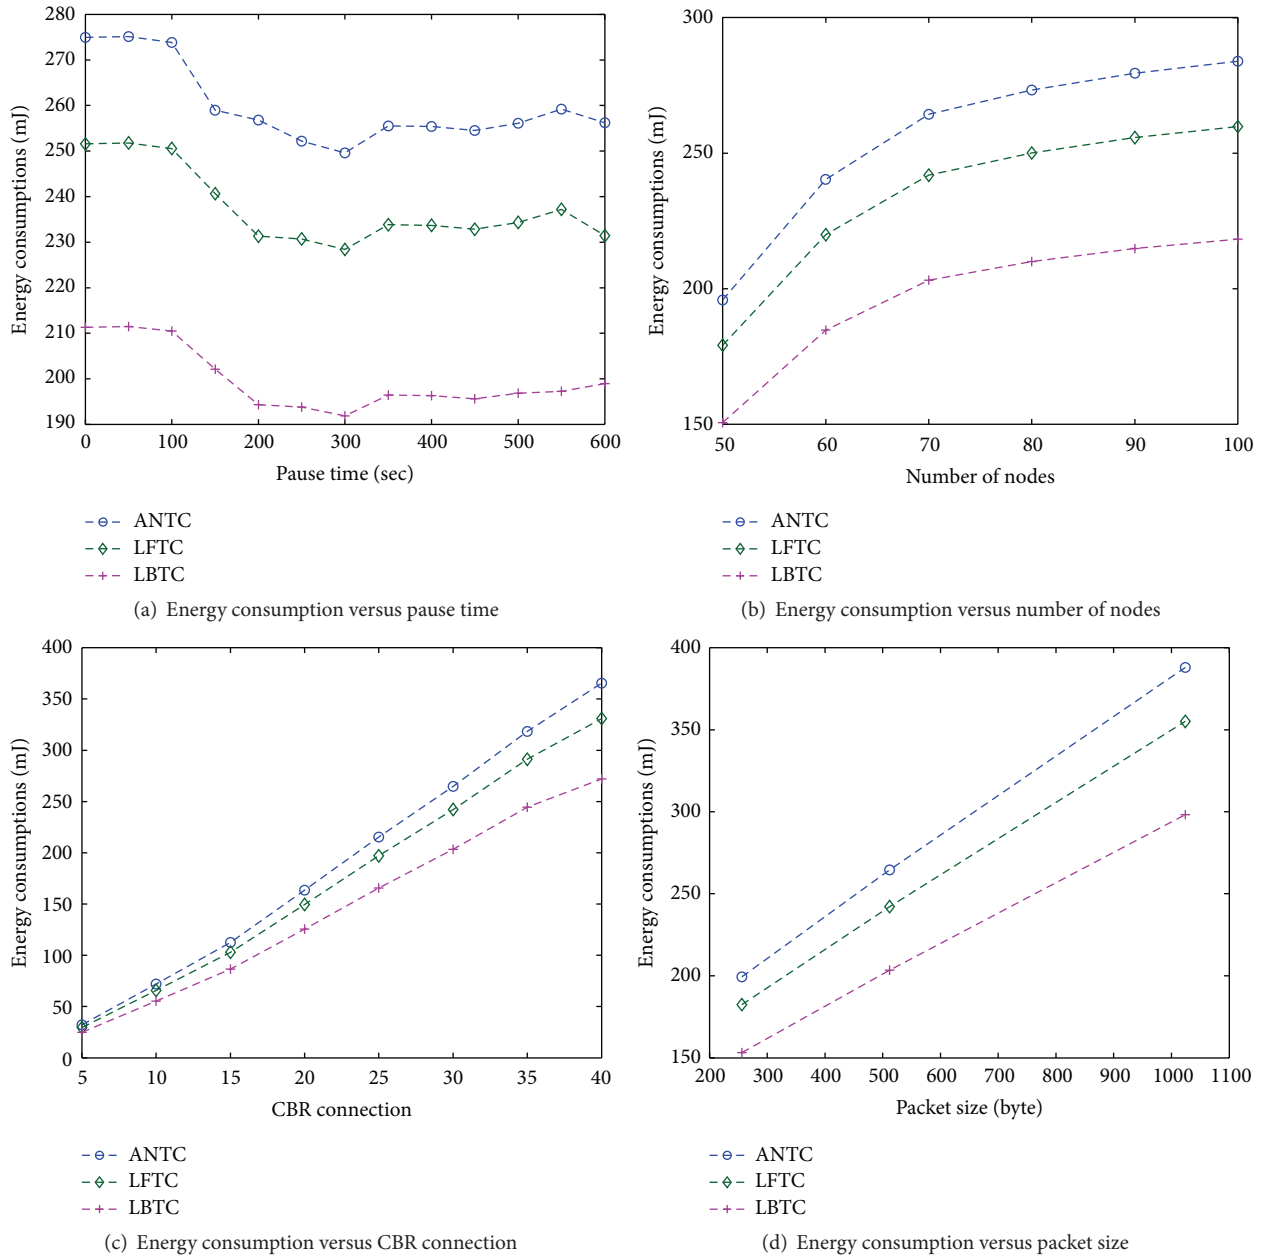 280
270
260
250
240
230
220
210
200
190
Energy consumptions (mJ)
0 100 200 300 400 500 600
Pause time (sec)
ANTC
LFTC
LBTC
(a) Energy consumption versus pause time
300
250
200
150
Energy consumptions (mJ)
50 60 70 80 90 100
Number of nodes
ANTC
LFTC
LBTC
(b) Energy consumption versus number of nodes
400
350
300
250
200
150
100
50
0
Energy consumptions (mJ)
5 10 15 20 25 30 35 40
CBR connection
ANTC
LFTC
LBTC
(c) Energy consumption versus CBR connection
400
350
300
250
200
150
Energy consumptions (mJ)
200 300 400 500 600 700 800 900 1000 1100
Packet size (byte)
ANTC
LFTC
LBTC
(d) Energy consumption versus packet size